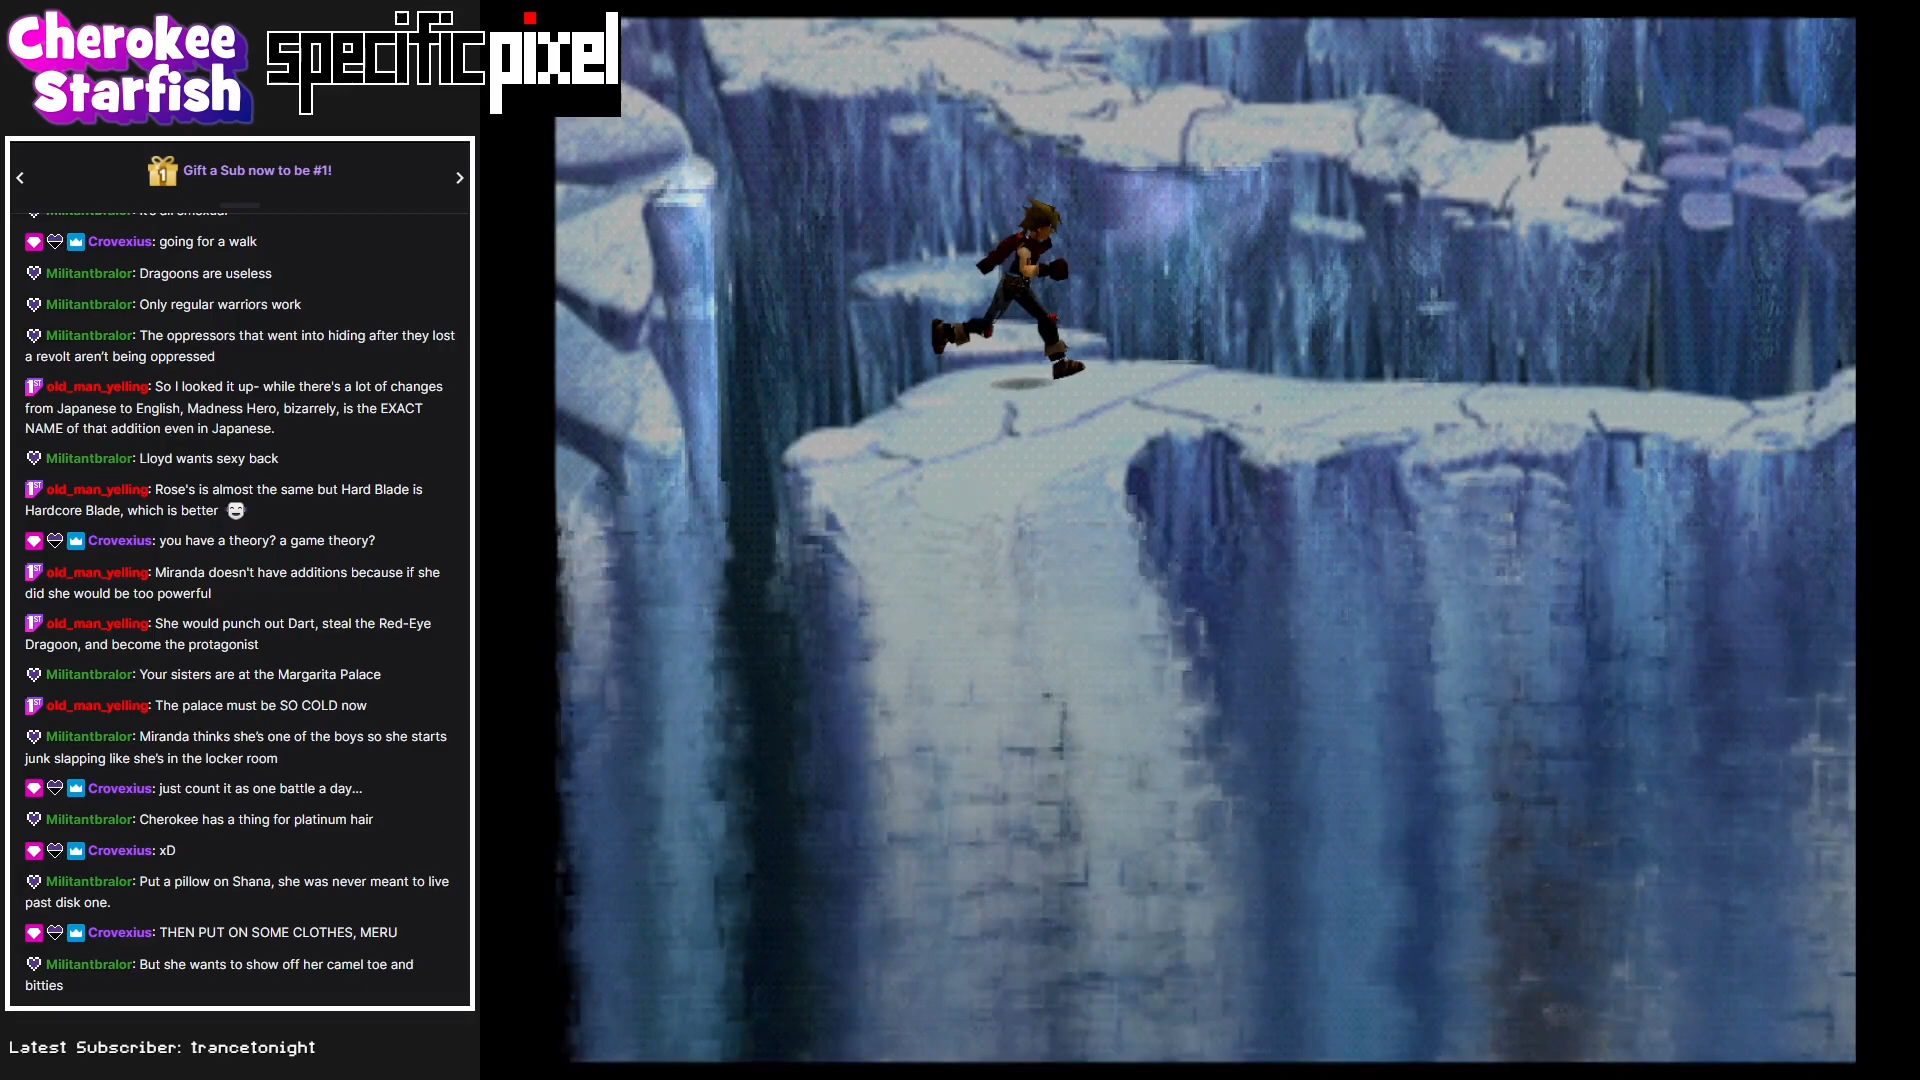 Cherokee
Starfish
specificpixel
1 Gift a Sub now to be #1!
Crovexius: going for a walk
Militantbralor: Dragoons are useless
Militantbralor: Only regular warriors work
Militantbralor: The oppressors that went into hiding after they lost
a revolt aren't being oppressed
1ST old_man_yelling: So I looked it up- while there's a lot of changes
from Japanese to English, Madness Hero, bizarrely, is the EXACT
NAME of that addition even in Japanese.
Militantbralor: Lloyd wants sexy back
1ST old_man_yelling: Rose's is almost the same but Hard Blade is
Hardcore Blade, which is better
Crovexius: you have a theory? a game theory?
1ST old_man_yelling: Miranda doesn't have additions because if she
did she would be too powerful
1ST old_man_yelling: She would punch out Dart, steal the Red-Eye
Dragoon, and become the protagonist
Militantbralor: Your sisters are at the Margarita Palace
1ST old_man_yelling: The palace must be SO COLD now
Militantbralor: Miranda thinks she's one of the boys so she starts
junk slapping like she's in the locker room
Crovexius: just count it as one battle a day...
Militantbralor: Cherokee has a thing for platinum hair
Crovexius: xD
Militantbralor: Put a pillow on Shana, she was never meant to live
past disk one.
Crovexius: THEN PUT ON SOME CLOTHES, MERU
Militantbralor: But she wants to show off her camel toe and
bitties
Latest Subscriber: trancetonight